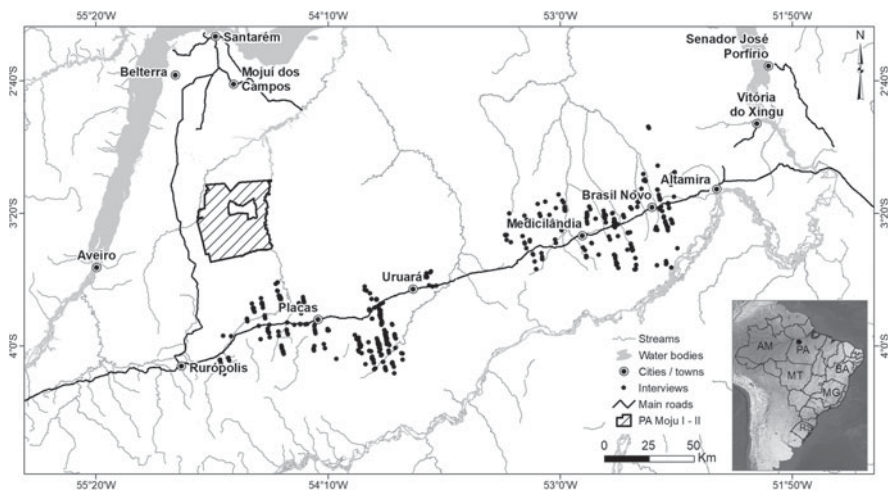 55°20'W
54°10'W
53°0'W
51°50'W
Santarém
Belterra
Mojuí dos
Campos
Senador José
Porfírio
N
2°40'S
2°40'S
Vitória
do Xingu
Altamira
Brasil Novo
3°20'S
Medicilândia
3°20'S
Aveiro
Uruará
Placas
4°0'S
Rurópolis
4°0'S
Streams
Water bodies
Cities / towns
Interviews
Main roads
PA Moju I - II
0 25 50
Km
AM
PA
MT
BA
MG
RS
55°20'W
54°10'W
53°0'W
51°50'W